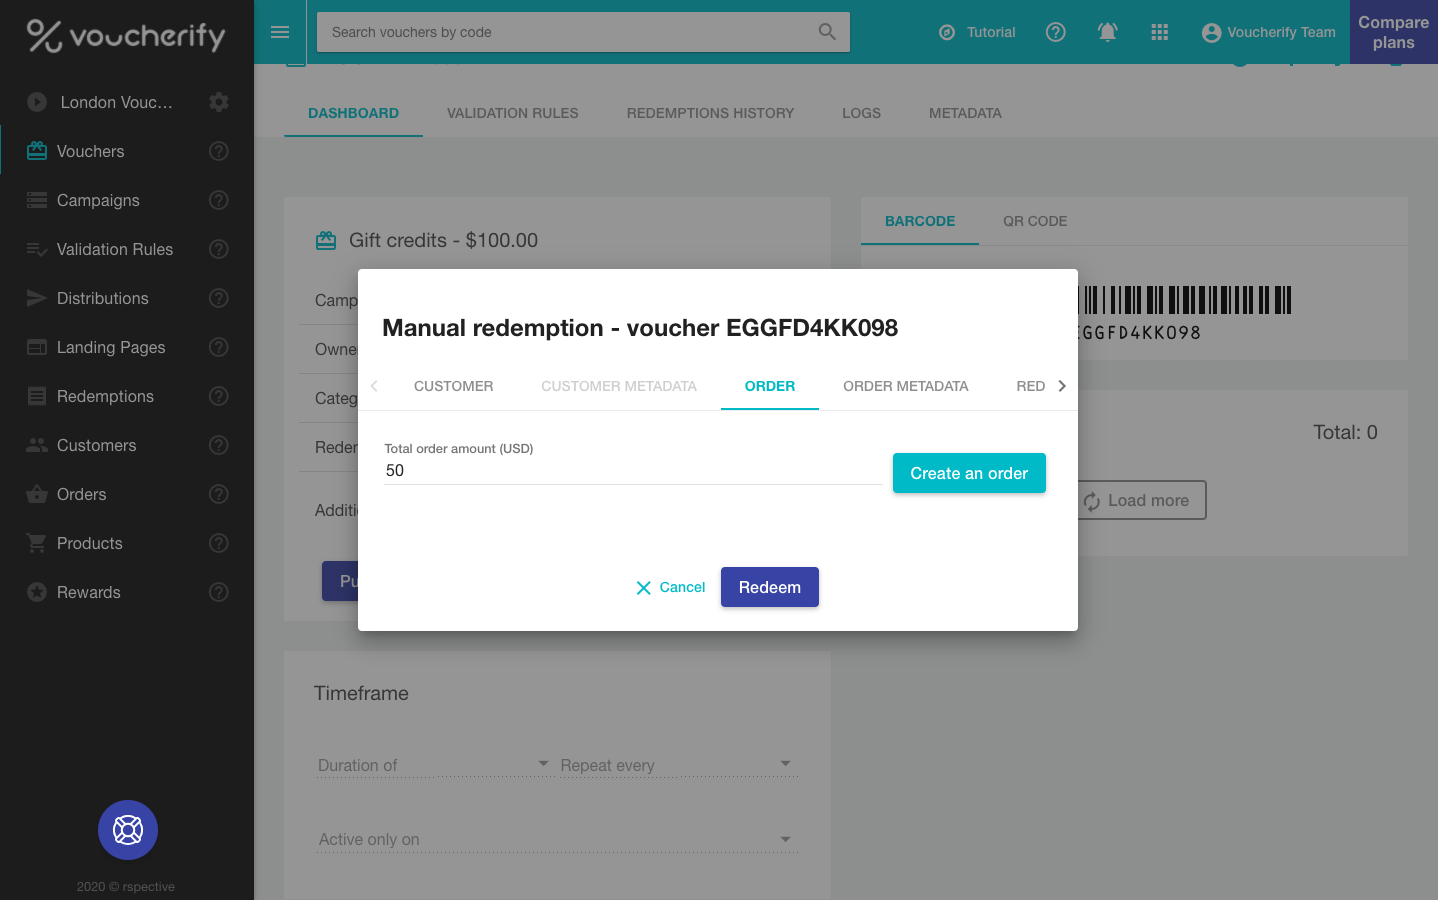 voucherify
Search vouchers by code
Tutorial
Voucherify Team
Compare
plans
London Vouc...
Vouchers
Campaigns
Validation Rules
Distributions
Landing Pages
Redemptions
Customers
Orders
Products
Rewards
2020 © rspective
DASHBOARD
VALIDATION RULES
REDEMPTIONS HISTORY
LOGS
METADATA
Gift credits - $100.00
Camp
Owne
Categ
Reder
Additi
Pu
BARCODE
QR CODE
EGGFD4KK098
Total: 0
Load more
Manual redemption - voucher EGGFD4KK098
CUSTOMER
CUSTOMER METADATA
ORDER
ORDER METADATA
RED
Total order amount (USD)
50
Create an order
Cancel
Redeem
Timeframe
Duration of
Repeat every
Active only on